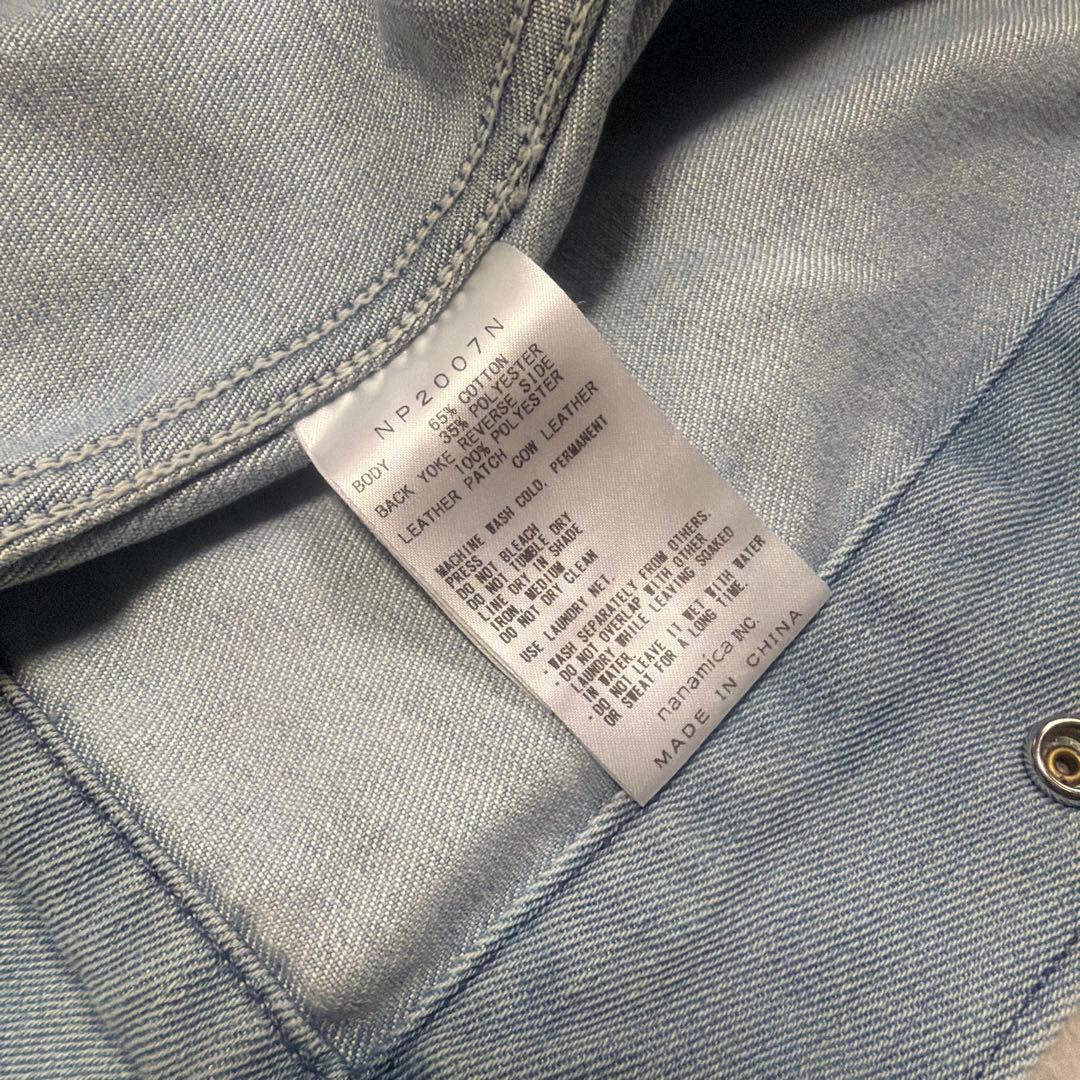 NP2007N
BODY 65% COTTON
35% POLYESTER
BACK YOKE REVERSE SIDE
100% POLYESTER
LEATHER PATCH COW LEATHER
MACHINE WASH COLD, PERMANENT
PRESS
DO NOT BLEACH
DO NOT TUMBLE DRY
LINE DRY IN SHADE
IRON MEDIUM
DO NOT DRY CLEAN
USE LAUNDRY NET.
・WASH SEPARATELY FROM OTHERS.
・DO NOT OVERLAP WITH OTHER
LAUNDRY WHILE LEAVING SOAKED
IN WATER.
・DO NOT LEAVE IT WET WITH WATER
OR SWEAT FOR A LONG TIME.
nanamica INC.
MADE IN CHINA